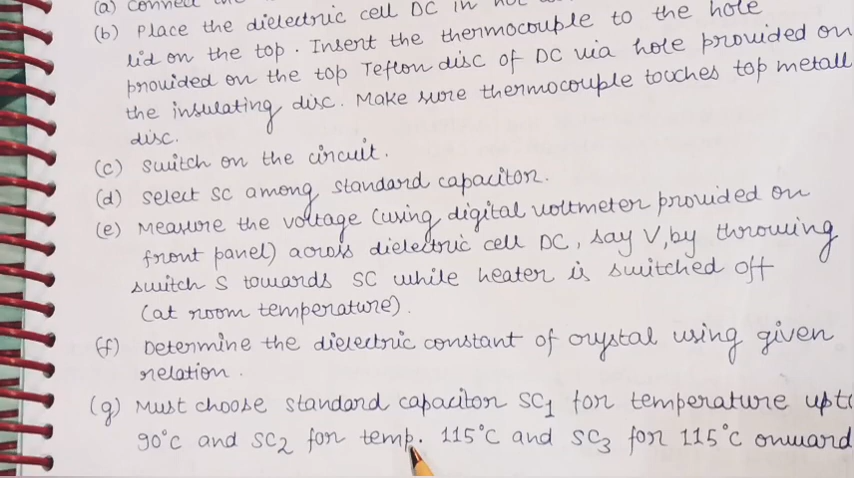 (a) Connect the
(b) Place the dielectric cell DC in hot
lid on the top. Insert the thermocouple to the hole
provided on the top Teflon disc of DC via hole provided on
the insulating disc. Make sure thermocouple touches top metall
disc.
(c) Switch on the circuit.
(d) Select SC among standard capacitor.
(e) Measure the voltage (using digital voltmeter provided on
front panel) across dielectric cell DC, say V, by throwing
switch S towards SC while heater is switched off
(at room temperature).
(f) Determine the dielectric constant of crystal using given
relation.
(g) Must choose standard capacitor SC1 for temperature upto
90°C and SC2 for temp. 115°C and SC3 for 115°C onward